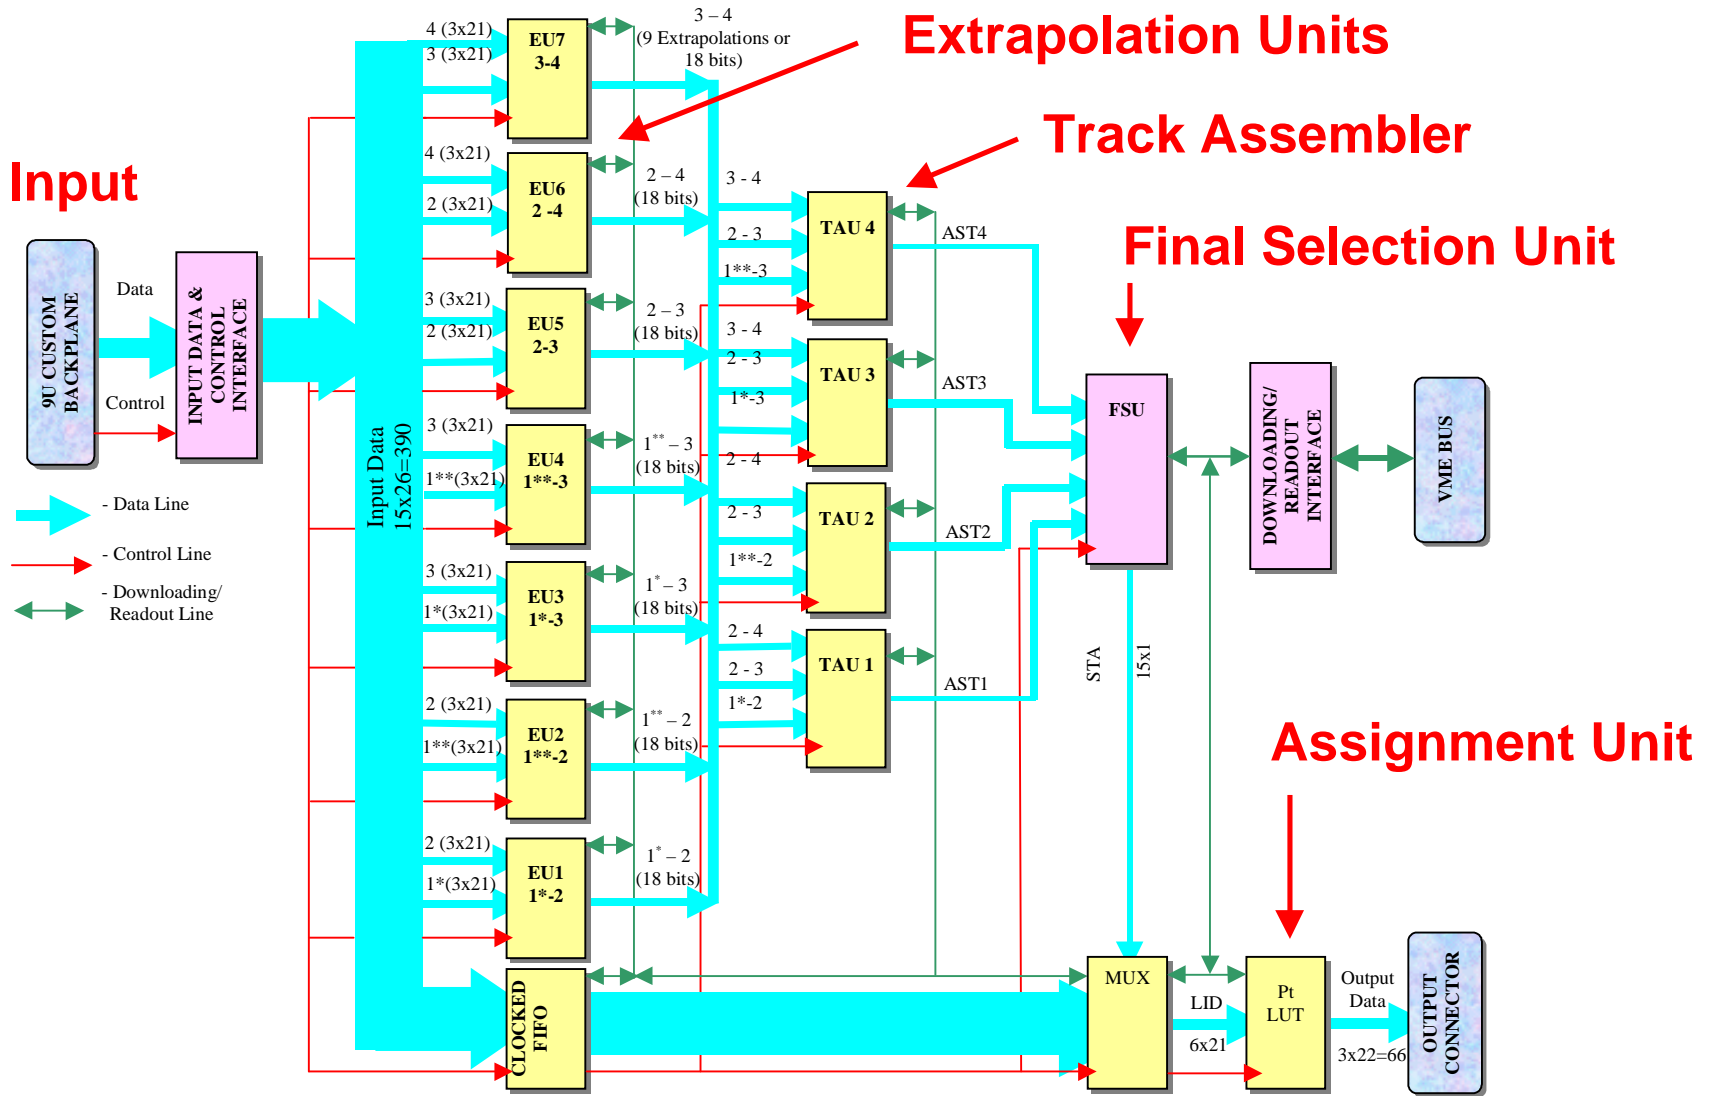 Extrapolation Units
Track Assembler
Final Selection Unit
Assignment Unit
Input
9U CUSTOM
BACKPLANE
Data
Control
INPUT DATA &
CONTROL
INTERFACE
- Data Line
- Control Line
- Downloading/
Readout Line
Input Data
15x26=390
4 (3x21)
3 (3x21)
EU7
3-4
3 – 4
(9 Extrapolations or
18 bits)
4 (3x21)
2 (3x21)
EU6
2 -4
2 – 4
(18 bits)
3 (3x21)
2 (3x21)
EU5
2-3
2 – 3
(18 bits)
3 (3x21)
1**(3x21)
EU4
1**-3
1** – 3
(18 bits)
3 (3x21)
1*(3x21)
EU3
1*-3
1* – 3
(18 bits)
2 (3x21)
1**(3x21)
EU2
1**-2
1** – 2
(18 bits)
2 (3x21)
1*(3x21)
EU1
1*-2
1* – 2
(18 bits)
CLOCKED
FIFO
3 - 4
2 - 3
1**-3
TAU 4
AST4
3 - 4
2 - 3
1*-3
TAU 3
AST3
2 - 4
2 - 3
1**-2
TAU 2
AST2
2 - 4
2 - 3
1*-2
TAU 1
AST1
FSU
DOWNLOADING/
READOUT
INTERFACE
VME BUS
STA
15x1
MUX
LID
6x21
Pt
LUT
Output
Data
3x22=66
OUTPUT
CONNECTOR